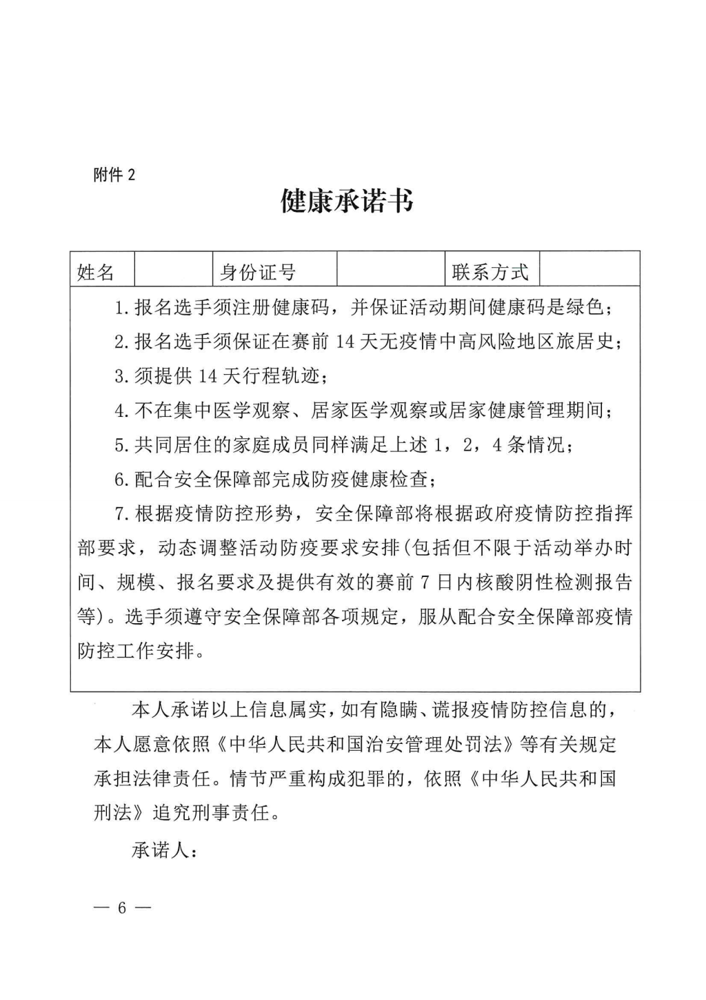 附件 2
健康承诺书
姓名 身份证号 联系方式
1. 报名选手须注册健康码，并保证活动期间健康码是绿色；
2. 报名选手须保证在赛前 14 天无疫情中高风险地区旅居史；
3. 须提供 14 天行程轨迹；
4. 不在集中医学观察、居家医学观察或居家健康管理期间；
5. 共同居住的家庭成员同样满足上述 1，2，4 条情况；
6. 配合安全保障部完成防疫健康检查；
7. 根据疫情防控形势，安全保障部将根据政府疫情防控指挥
部要求，动态调整活动防疫要求安排(包括但不限于活动举办时
间、规模、报名要求及提供有效的赛前 7 日内核酸阴性检测报告
等)。选手须遵守安全保障部各项规定，服从配合安全保障部疫情
防控工作安排。
本人承诺以上信息属实，如有隐瞒、谎报疫情防控信息的，
本人愿意依照《中华人民共和国治安管理处罚法》等有关规定
承担法律责任。情节严重构成犯罪的，依照《中华人民共和国
刑法》追究刑事责任。
承诺人：
— 6 —